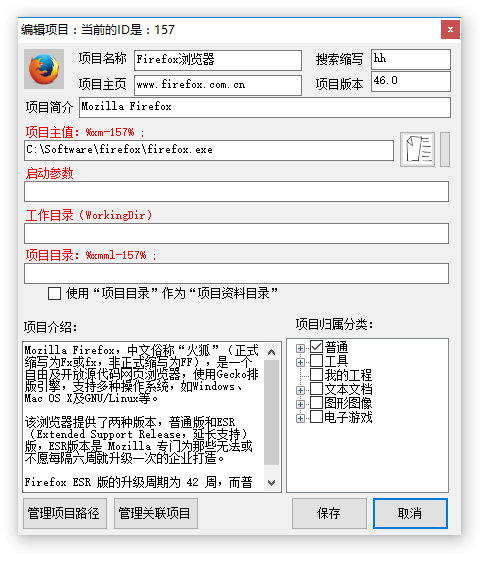 编辑项目：当前的ID是：157
项目名称 Firefox浏览器 搜索缩写 hh
项目主页 www.firefox.com.cn 项目版本 46.0
项目简介 Mozilla Firefox
项目主值：%xm-157% ;
C:\Software\firefox\firefox.exe
启动参数
工作目录（WorkingDir）
项目目录：%xmml-157% ;
使用“项目目录”作为“项目资料目录”
项目介绍：
Mozilla Firefox，中文俗称“火狐”（正式
缩写为Fx或fx，非正式缩写为FF），是一个
自由及开放源代码网页浏览器，使用Gecko排
版引擎，支持多种操作系统，如Windows、
Mac OS X及GNU/Linux等。
该浏览器提供了两种版本，普通版和ESR
（Extended Support Release，延长支持）
版，ESR版本是 Mozilla 专门为那些无法或
不愿每隔六周就升级一次的企业打造。
Firefox ESR 版的升级周期为 42 周，而普
项目归属分类：
普通
工具
我的工程
文本文档
图形图像
电子游戏
管理项目路径 管理关联项目 保存 取消